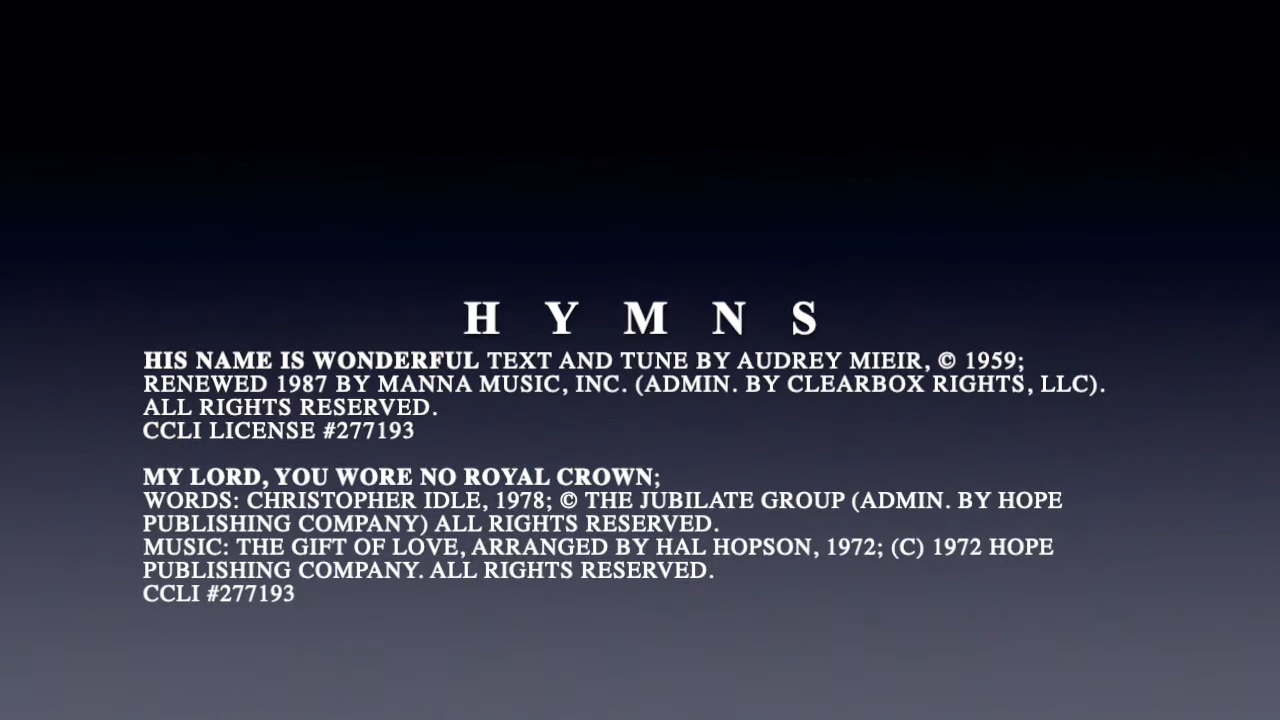 H Y M N S
HIS NAME IS WONDERFUL TEXT AND TUNE BY AUDREY MIEIR, © 1959;
RENEWED 1987 BY MANNA MUSIC, INC. (ADMIN. BY CLEARBOX RIGHTS, LLC).
ALL RIGHTS RESERVED.
CCLI LICENSE #277193
MY LORD, YOU WORE NO ROYAL CROWN;
WORDS: CHRISTOPHER IDLE, 1978; © THE JUBILATE GROUP (ADMIN. BY HOPE
PUBLISHING COMPANY) ALL RIGHTS RESERVED.
MUSIC: THE GIFT OF LOVE, ARRANGED BY HAL HOPSON, 1972; (C) 1972 HOPE
PUBLISHING COMPANY. ALL RIGHTS RESERVED.
CCLI #277193